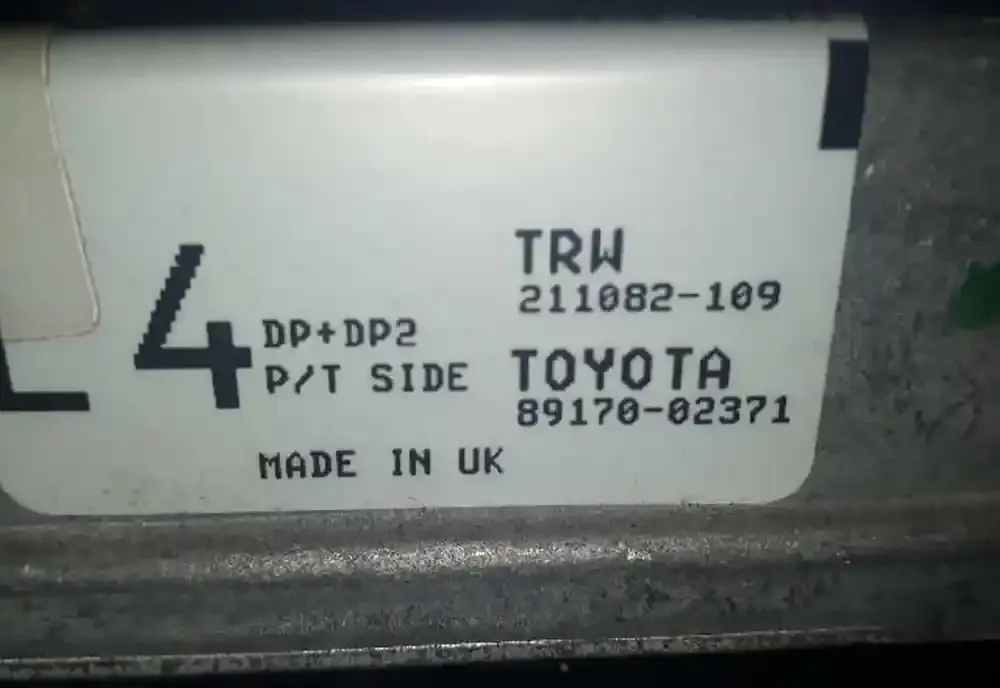 TRW
211082-109
4 DP+DP2
P/T SIDE
TOYOTA
89170-02371
MADE IN UK